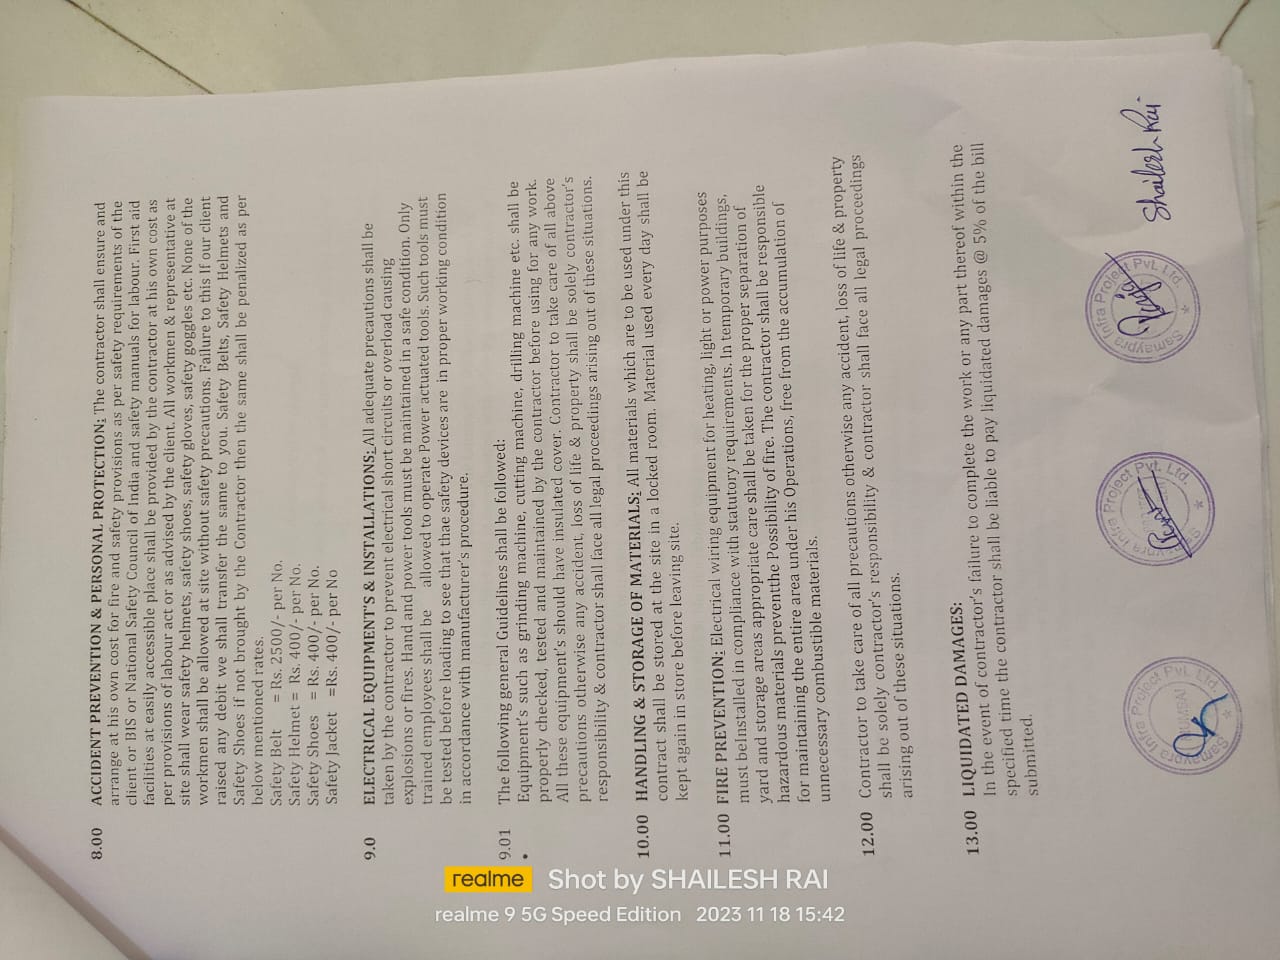 8.00 ACCIDENT PREVENTION & PERSONAL PROTECTION: The contractor shall ensure and
arrange at his own cost for fire and safety provisions as per safety requirements of the
client or BIS or National Safety Council of India and safety manuals for labour. First aid
facilities at easily accessible place shall be provided by the contractor at his own cost as
per provisions of labour act or as advised by the client. All workmen & representative at
site shall wear safety helmets, safety shoes, safety gloves, safety goggles etc. None of the
workmen shall be allowed at site without safety precautions. Failure to this If our client
raised any debit we shall transfer the same to you. Safety Belts, Safety Helmets and
Safety Shoes if not brought by the Contractor then the same shall be penalized as per
below mentioned rates.
Safety Belt = Rs. 2500/- per No.
Safety Helmet = Rs. 400/- per No.
Safety Shoes = Rs. 400/- per No.
Safety Jacket =Rs. 400/- per No
9.0 ELECTRICAL EQUIPMENT'S & INSTALLATIONS: All adequate precautions shall be
taken by the contractor to prevent electrical short circuits or overload causing
explosions or fires. Hand and power tools must be maintained in a safe condition. Only
trained employees shall be allowed to operate Power actuated tools. Such tools must
be tested before loading to see that thae safety devices are in proper working condition
in accordance with manufacturer's procedure.
9.01 The following general Guidelines shall be followed:
• Equipment's such as grinding machine, cutting machine, drilling machine etc. shall be
properly checked, tested and maintained by the contractor before using for any work.
All these equipment's should have insulated cover. Contractor to take care of all above
precautions otherwise any accident, loss of life & property shall be solely contractor's
responsibility & contractor shall face all legal proceedings arising out of these situations.
10.00 HANDLING & STORAGE OF MATERIALS: All materials which are to be used under this
contract shall be stored at the site in a locked room. Material used every day shall be
kept again in store before leaving site.
11.00 FIRE PREVENTION: Electrical wiring equipment for heating, light or power purposes
must beInstalled in compliance with statutory requirements. In temporary buildings,
yard and storage areas appropriate care shall be taken for the proper separation of
hazardous materials preventthe Possibility of fire. The contractor shall be responsible
for maintaining the entire area under his Operations, free from the accumulation of
unnecessary combustible materials.
12.00 Contractor to take care of all precautions otherwise any accident, loss of life & property
shall be solely contractor's responsibility & contractor shall face all legal proceedings
arising out of these situations.
13.00 LIQUIDATED DAMAGES:
In the event of contractor's failure to complete the work or any part thereof within the
specified time the contractor shall be liable to pay liquidated damages @ 5% of the bill
submitted.
Samaypra Infra Project Pvt. Ltd.
MUMBAI
Samaypra Infra Project Pvt. Ltd.
Samaypra Infra Project Pvt. Ltd.
Shailesh Rai
realme Shot by SHAILESH RAI
realme 9 5G Speed Edition 2023 11 18 15:42